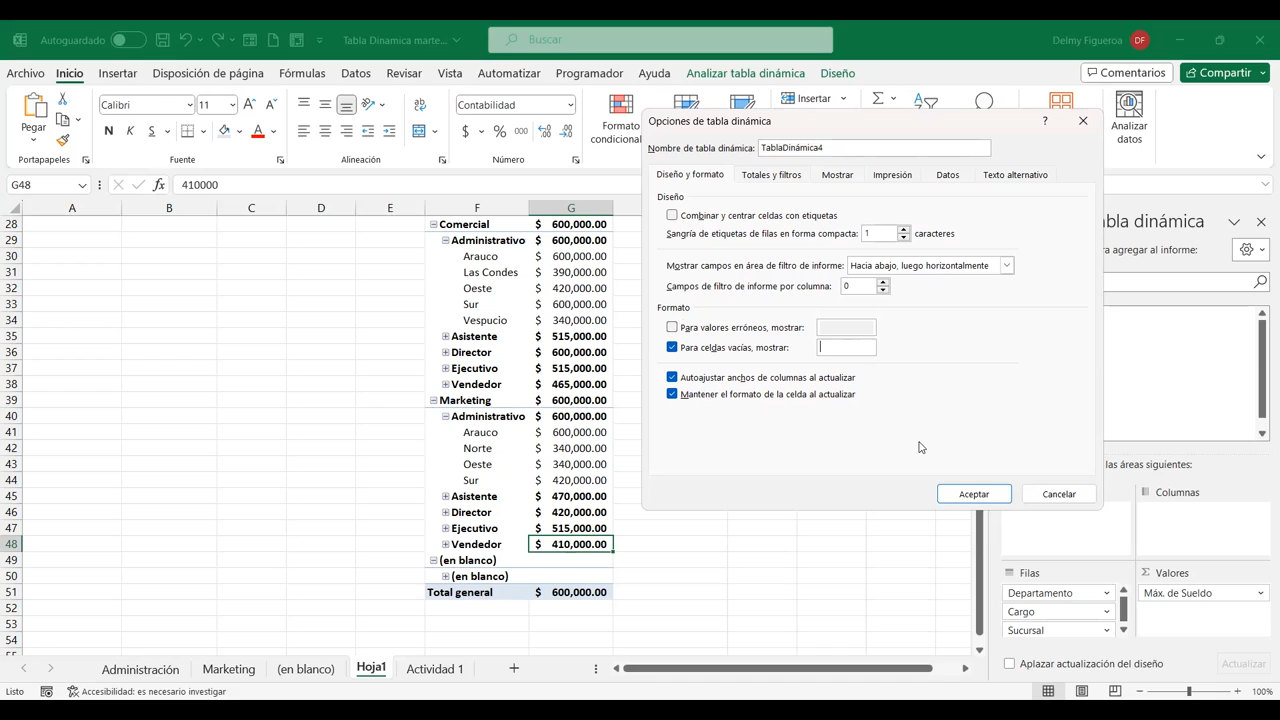 Autoguardado
Tabla Dinamica marte...
Buscar
Delmy Figueroa DF
Archivo Inicio Insertar Disposición de página Fórmulas Datos Revisar Vista Automatizar Programador Ayuda Analizar tabla dinámica Diseño Comentarios Compartir
Pegar
Portapapeles
Calibri 11
N K S
Fuente
Alineación
Contabilidad
$ % 000
Número
Formato
condicional
Insertar
Analizar
datos
G48 410000
A B C D E F G
28 Comercial $ 600,000.00
29 Administrativo $ 600,000.00
30 Arauco $ 600,000.00
31 Las Condes $ 390,000.00
32 Oeste $ 420,000.00
33 Sur $ 600,000.00
34 Vespucio $ 340,000.00
35 Asistente $ 515,000.00
36 Director $ 600,000.00
37 Ejecutivo $ 515,000.00
38 Vendedor $ 465,000.00
39 Marketing $ 600,000.00
40 Administrativo $ 600,000.00
41 Arauco $ 600,000.00
42 Norte $ 340,000.00
43 Oeste $ 340,000.00
44 Sur $ 420,000.00
45 Asistente $ 470,000.00
46 Director $ 420,000.00
47 Ejecutivo $ 515,000.00
48 Vendedor $ 410,000.00
49 (en blanco)
50 (en blanco)
51 Total general $ 600,000.00
52
53
54
55
Opciones de tabla dinámica ?
Nombre de tabla dinámica: TablaDinámica4
Diseño y formato Totales y filtros Mostrar Impresión Datos Texto alternativo
Diseño
Combinar y centrar celdas con etiquetas
Sangría de etiquetas de filas en forma compacta: 1 caracteres
Mostrar campos en área de filtro de informe: Hacia abajo, luego horizontalmente
Campos de filtro de informe por columna: 0
Formato
Para valores erróneos, mostrar:
Para celdas vacías, mostrar:
Autoajustar anchos de columnas al actualizar
Mantener el formato de la celda al actualizar
Aceptar Cancelar
Tabla dinámica
a agregar al informe:
las áreas siguientes:
Columnas
Filas Valores
Departamento Máx. de Sueldo
Cargo
Sucursal
Aplazar actualización del diseño Actualizar
Administración Marketing (en blanco) Hoja1 Actividad 1
Listo Accesibilidad: es necesario investigar 100%